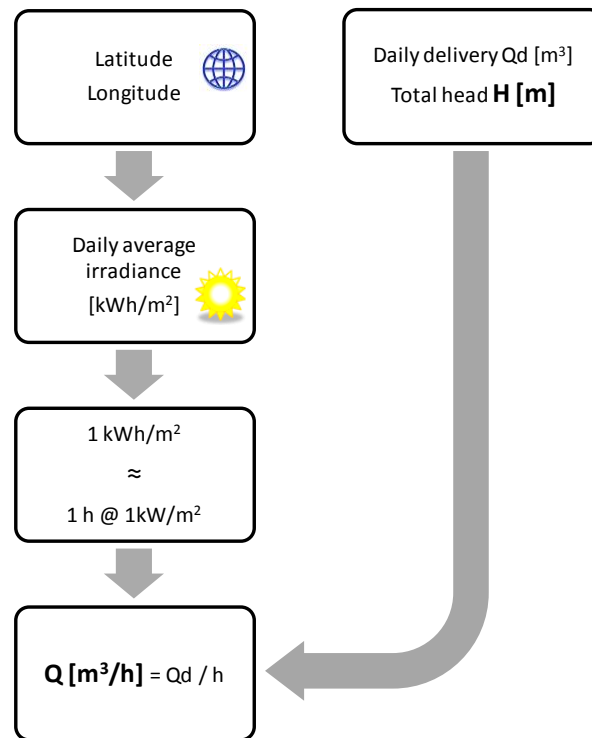 Latitude
Longitude
Daily delivery Qd [m³]
Total head H [m]
Daily average
irradiance
[kWh/m²]
1 kWh/m²
≈
1 h @ 1kW/m²
Q [m³/h] = Qd / h